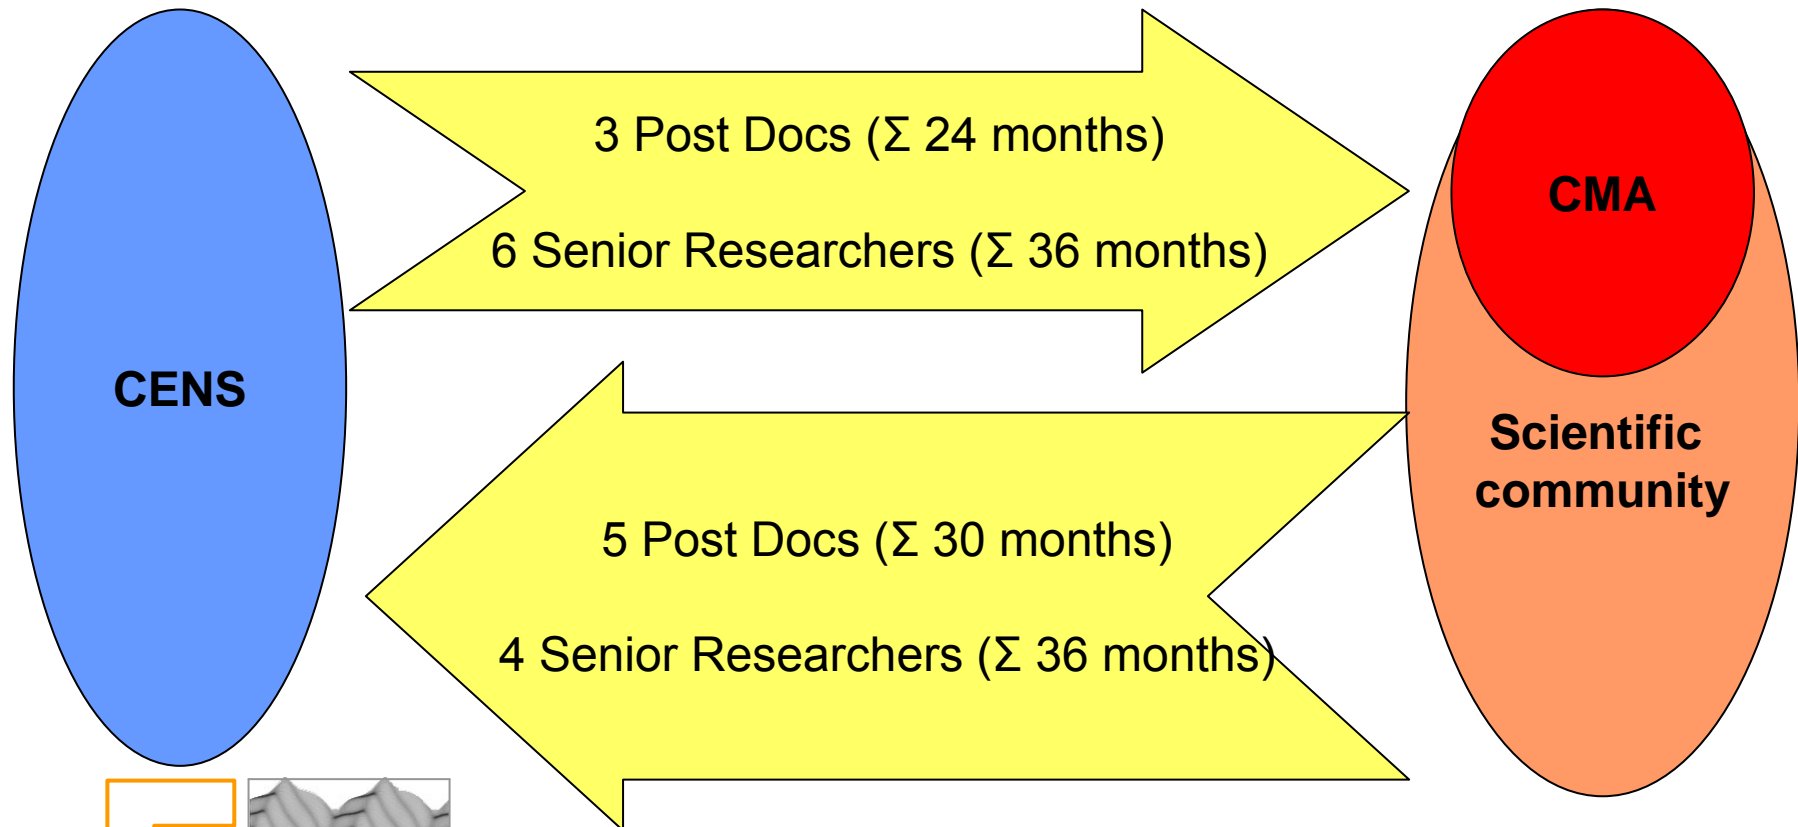 3 Post Docs (Σ 24 months)
6 Senior Researchers (Σ 36 months)
CMA
CENS
Scientific
community
5 Post Docs (Σ 30 months)
4 Senior Researchers (Σ 36 months)